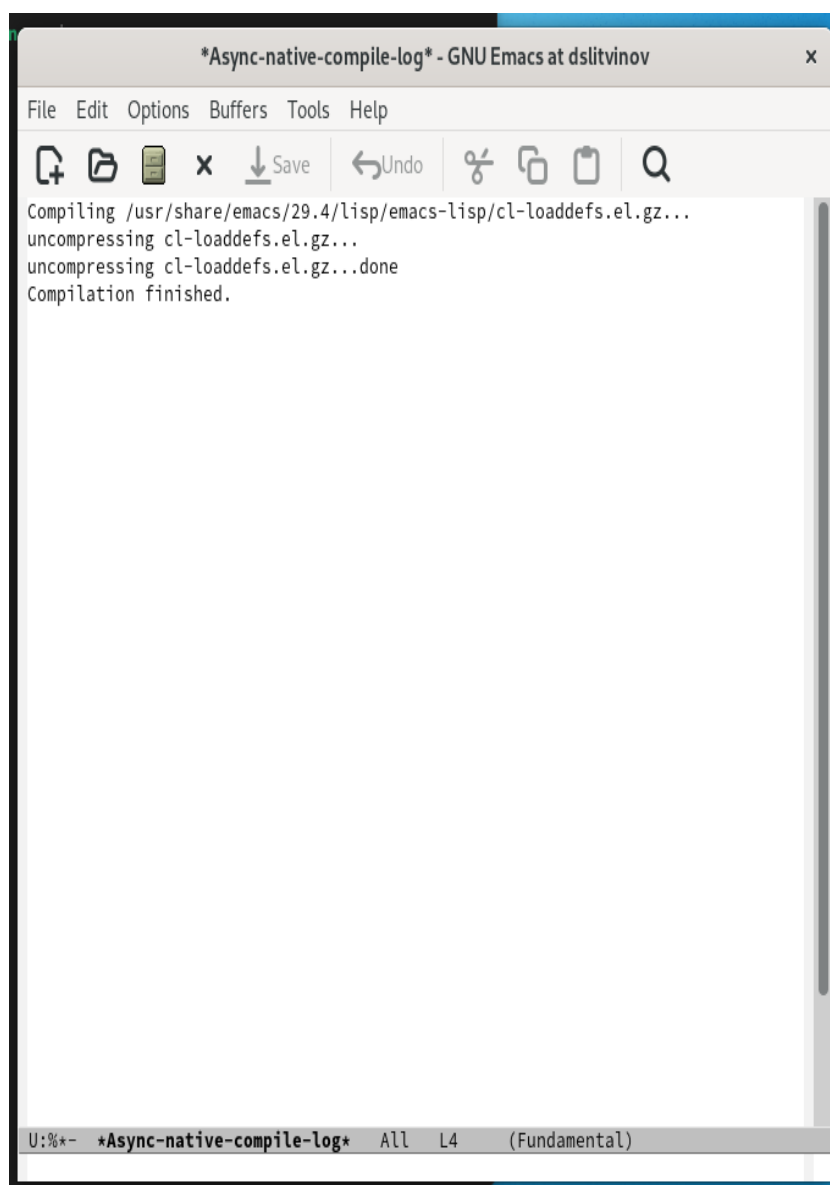 *Async-native-compile-log* - GNU Emacs at dslitvinov x
File Edit Options Buffers Tools Help
Save Undo
Compiling /usr/share/emacs/29.4/lisp/emacs-lisp/cl-loaddefs.el.gz...
uncompressing cl-loaddefs.el.gz...
uncompressing cl-loaddefs.el.gz...done
Compilation finished.
U:%*- *Async-native-compile-log* All L4 (Fundamental)